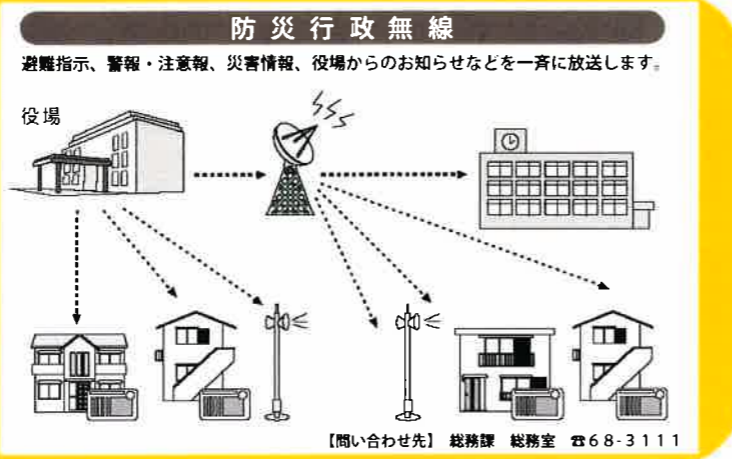 防災行政無線
避難指示、警報・注意報、災害情報、役場からのお知らせなどを一斉に放送します。
役場
【問い合わせ先】 総務課 総務室 ☎68-3111